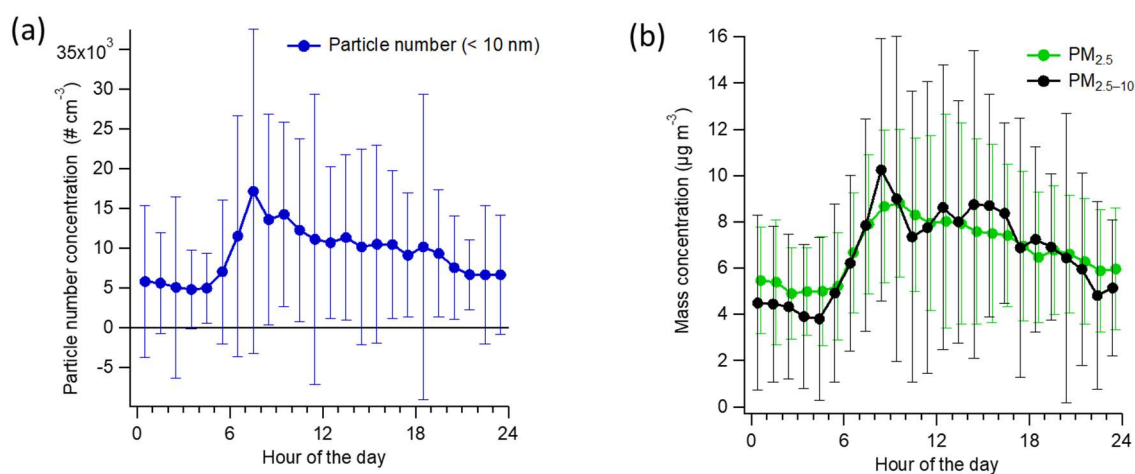 (a)
Particle number (< 10 nm)
35x10³
30
25
20
15
10
5
0
-5
Particle number concentration (# cm⁻³)
0
6
12
18
24
Hour of the day
(b)
PM₂.₅
PM₂.₅₋₁₀
16
14
12
10
8
6
4
2
0
Mass concentration (µg m⁻³)
0
6
12
18
24
Hour of the day